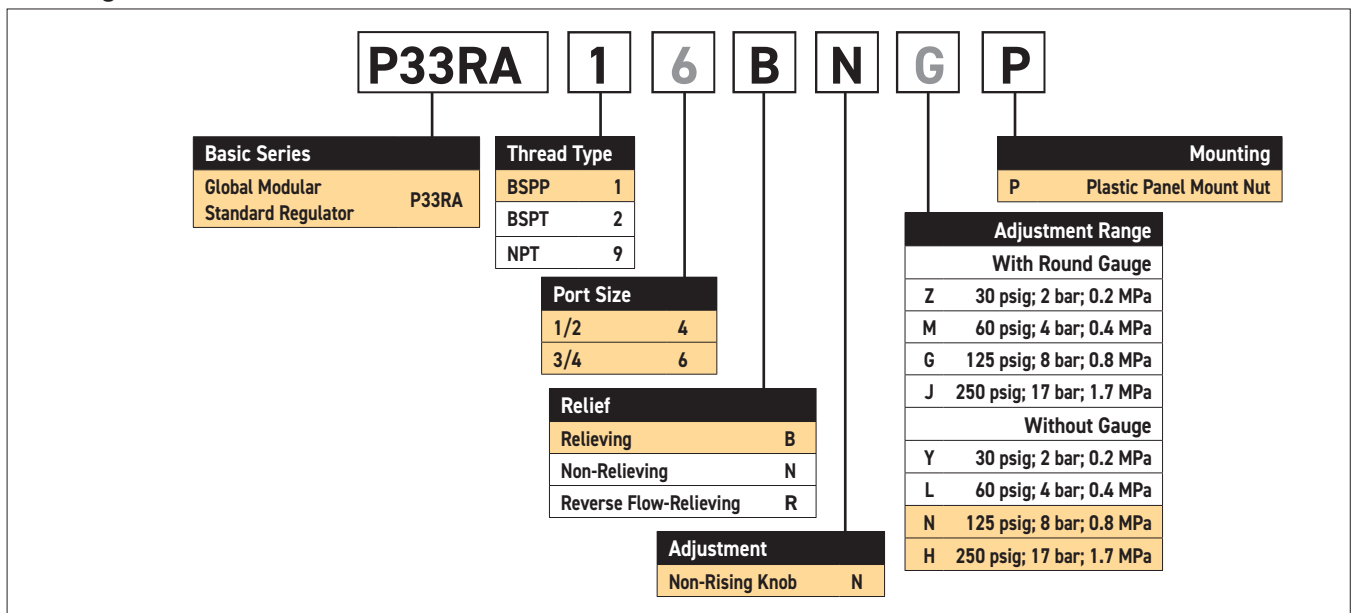 P33RA 1 6 B N G P
Basic Series
Global Modular
Standard Regulator P33RA
Thread Type
BSPP 1
BSPT 2
NPT 9
Port Size
1/2 4
3/4 6
Relief
Relieving B
Non-Relieving N
Reverse Flow-Relieving R
Adjustment
Non-Rising Knob N
Mounting
P Plastic Panel Mount Nut
Adjustment Range
With Round Gauge
Z 30 psig; 2 bar; 0.2 MPa
M 60 psig; 4 bar; 0.4 MPa
G 125 psig; 8 bar; 0.8 MPa
J 250 psig; 17 bar; 1.7 MPa
Without Gauge
Y 30 psig; 2 bar; 0.2 MPa
L 60 psig; 4 bar; 0.4 MPa
N 125 psig; 8 bar; 0.8 MPa
H 250 psig; 17 bar; 1.7 MPa